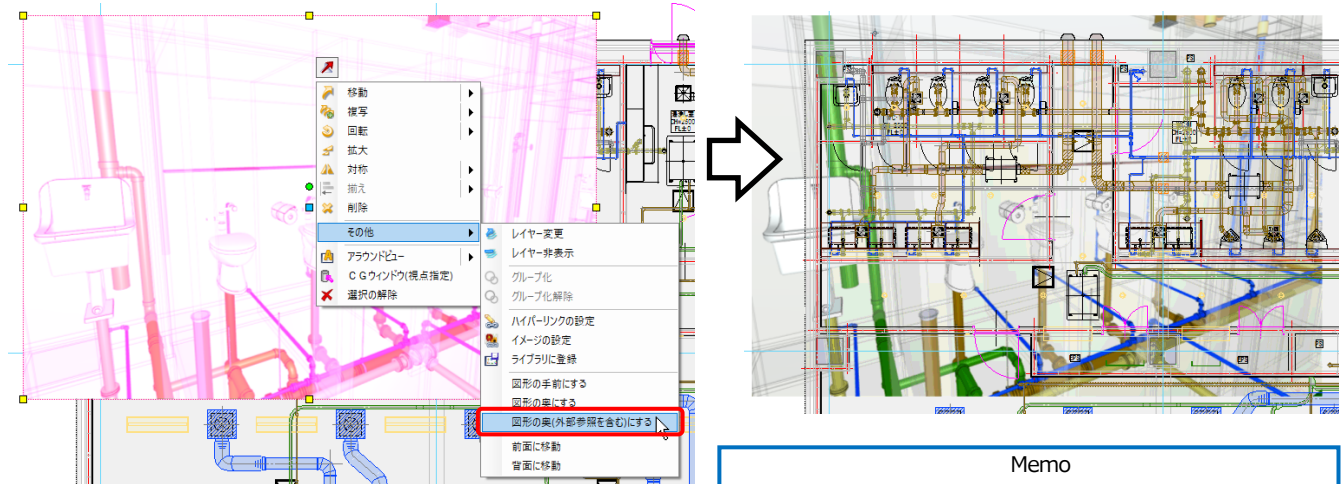 移動
複写
回転
拡大
対称
揃え
削除
その他
アラウンドビュー
CGウィンドウ(視点指定)
選択の解除
レイヤー変更
レイヤー非表示
グループ化
グループ化解除
ハイパーリンクの設定
イメージの設定
ライブラリに登録
図形の手前にする
図形の奥にする
図形の奥(外部参照を含む)にする
前面に移動
背面に移動
CH=2600
FL±0
Memo